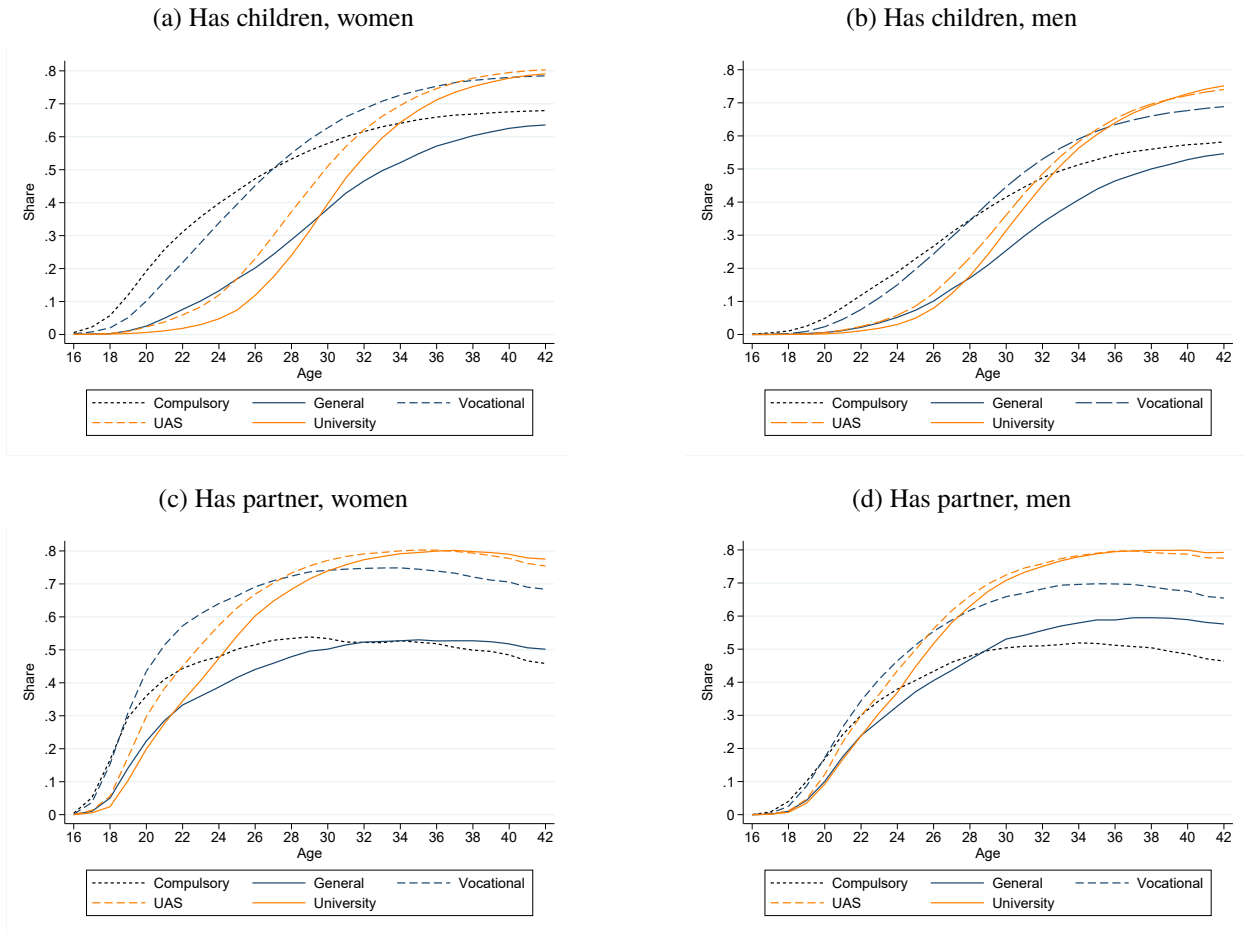 (a) Has children, women
.8
.7
.6
.5
.4
.3
.2
.1
0
Share
16 18 20 22 24 26 28 30 32 34 36 38 40 42
Age
Compulsory General Vocational
UAS University
(b) Has children, men
.8
.7
.6
.5
.4
.3
.2
.1
0
Share
16 18 20 22 24 26 28 30 32 34 36 38 40 42
Age
Compulsory General Vocational
UAS University
(c) Has partner, women
.8
.7
.6
.5
.4
.3
.2
.1
0
Share
16 18 20 22 24 26 28 30 32 34 36 38 40 42
Age
Compulsory General Vocational
UAS University
(d) Has partner, men
.8
.7
.6
.5
.4
.3
.2
.1
0
Share
16 18 20 22 24 26 28 30 32 34 36 38 40 42
Age
Compulsory General Vocational
UAS University